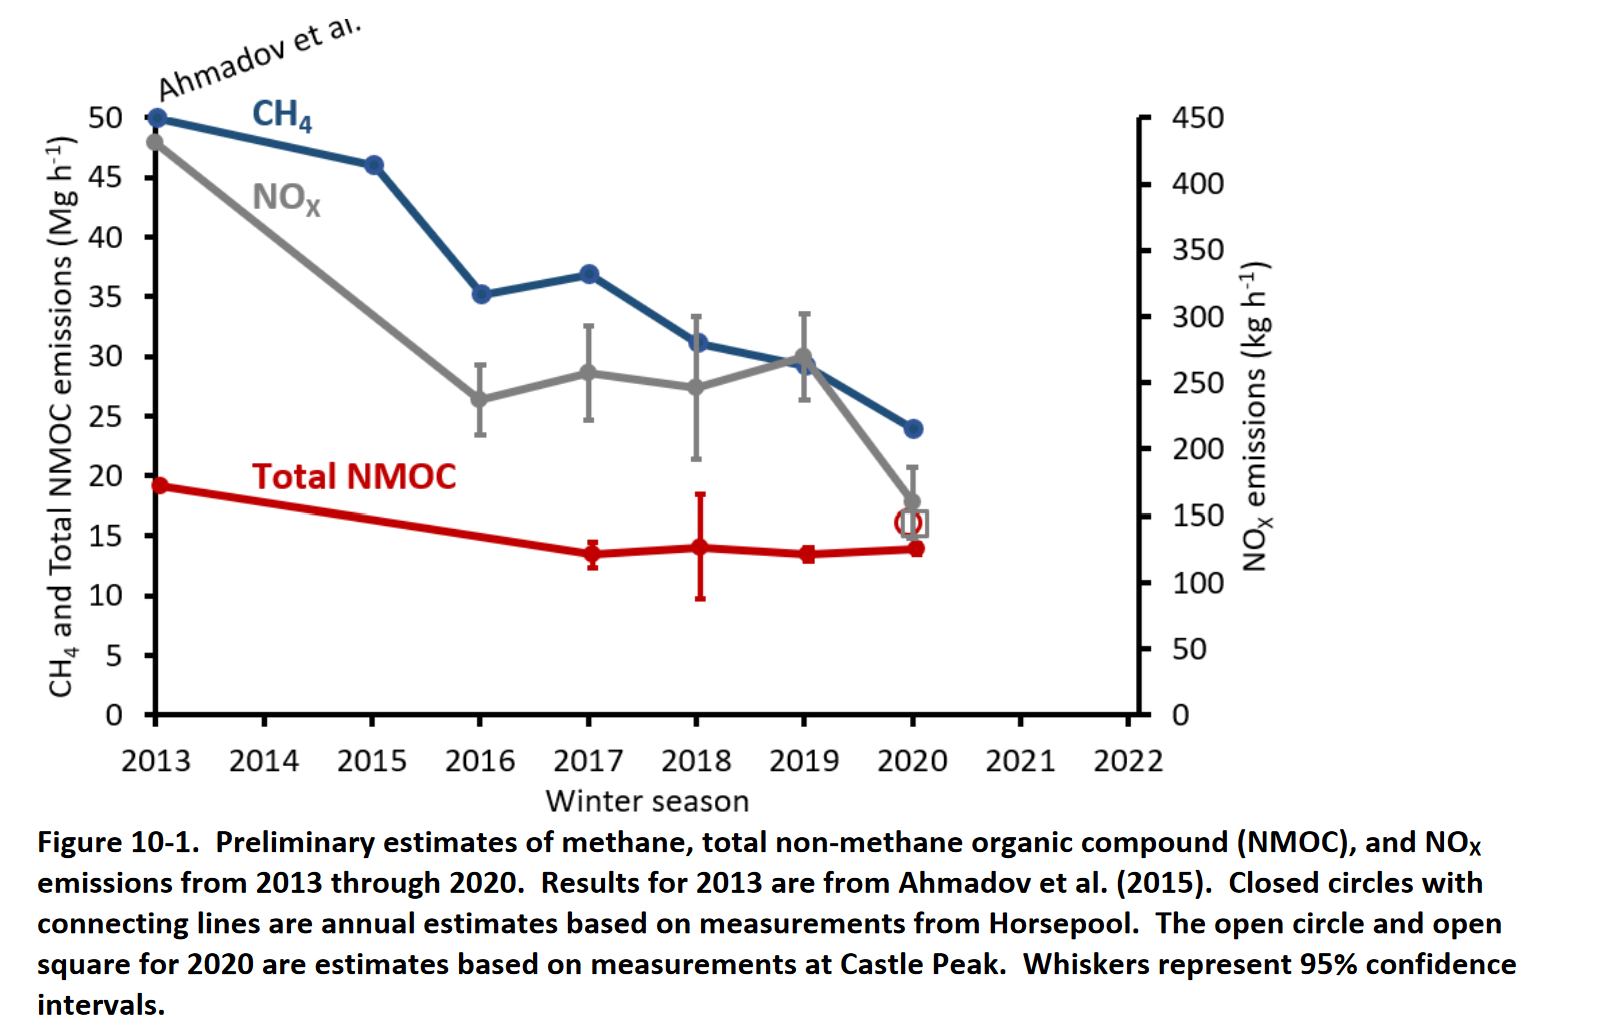 Ahmadov et al.
CH4
NOX
Total NMOC
CH4 and Total NMOC emissions (Mg h-1)
50
45
40
35
30
25
20
15
10
5
0
450
400
350
300
250
200
150
100
50
0
NOX emissions (kg h-1)
2013 2014 2015 2016 2017 2018 2019 2020 2021 2022
Winter season
Figure 10-1. Preliminary estimates of methane, total non-methane organic compound (NMOC), and NOX
emissions from 2013 through 2020. Results for 2013 are from Ahmadov et al. (2015). Closed circles with
connecting lines are annual estimates based on measurements from Horsepool. The open circle and open
square for 2020 are estimates based on measurements at Castle Peak. Whiskers represent 95% confidence
intervals.